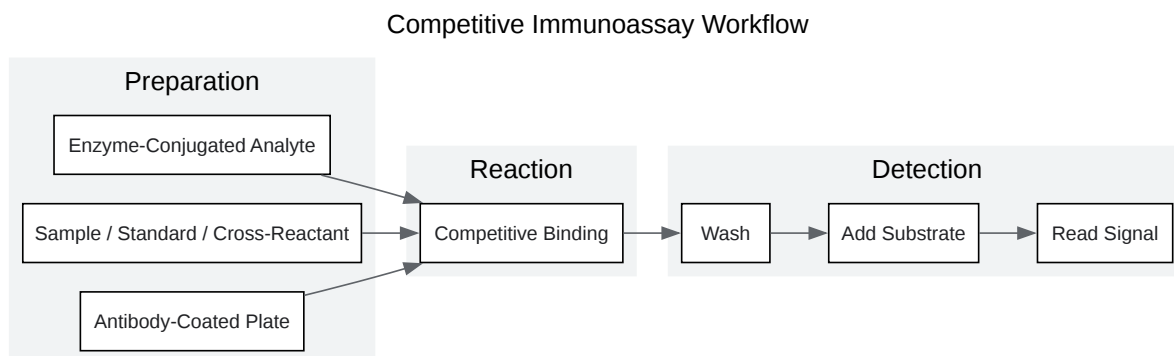 Competitive Immunoassay Workflow
Preparation
Enzyme-Conjugated Analyte
Sample / Standard / Cross-Reactant
Antibody-Coated Plate
Reaction
Competitive Binding
Detection
Wash
Add Substrate
Read Signal